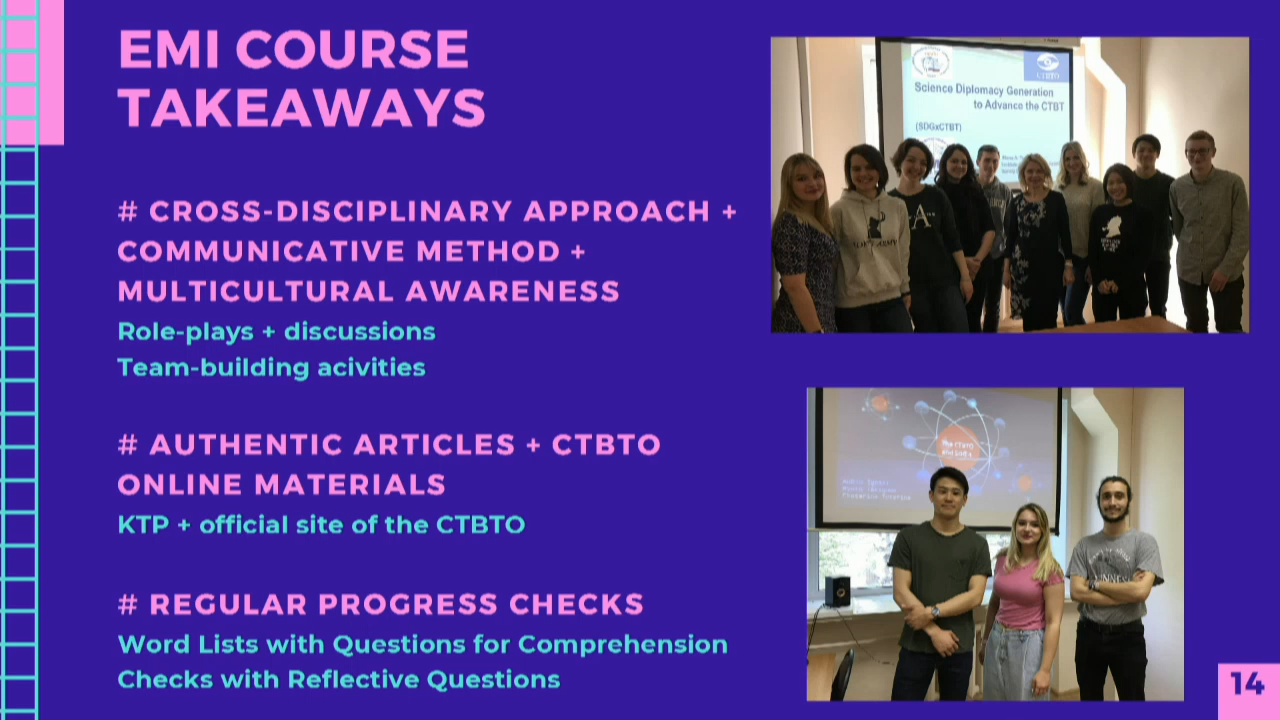 EMI COURSE
TAKEAWAYS
# CROSS-DISCIPLINARY APPROACH +
COMMUNICATIVE METHOD +
MULTICULTURAL AWARENESS
Role-plays + discussions
Team-building acivities
# AUTHENTIC ARTICLES + CTBTO
ONLINE MATERIALS
KTP + official site of the CTBTO
# REGULAR PROGRESS CHECKS
Word Lists with Questions for Comprehension
Checks with Reflective Questions
CTBTO
Science Diplomacy Generation
to Advance the CTBT
(SDGxCTBT)
The CTBTO
14